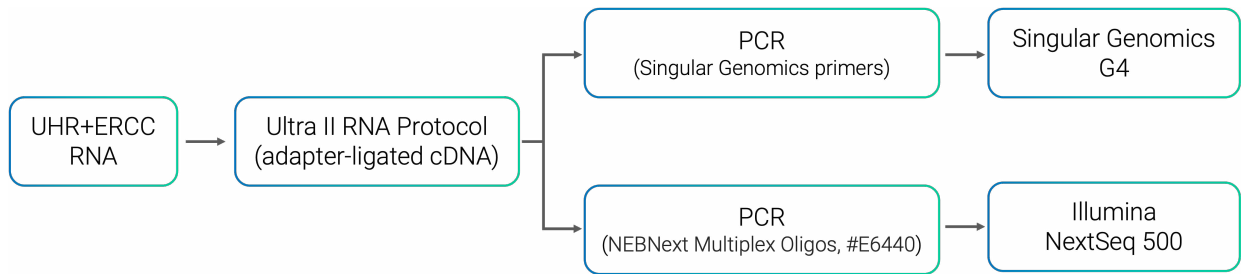 UHR+ERCC
RNA
Ultra II RNA Protocol
(adapter-ligated cDNA)
PCR
(Singular Genomics primers)
Singular Genomics
G4
PCR
(NEBNext Multiplex Oligos, #E6440)
Illumina
NextSeq 500